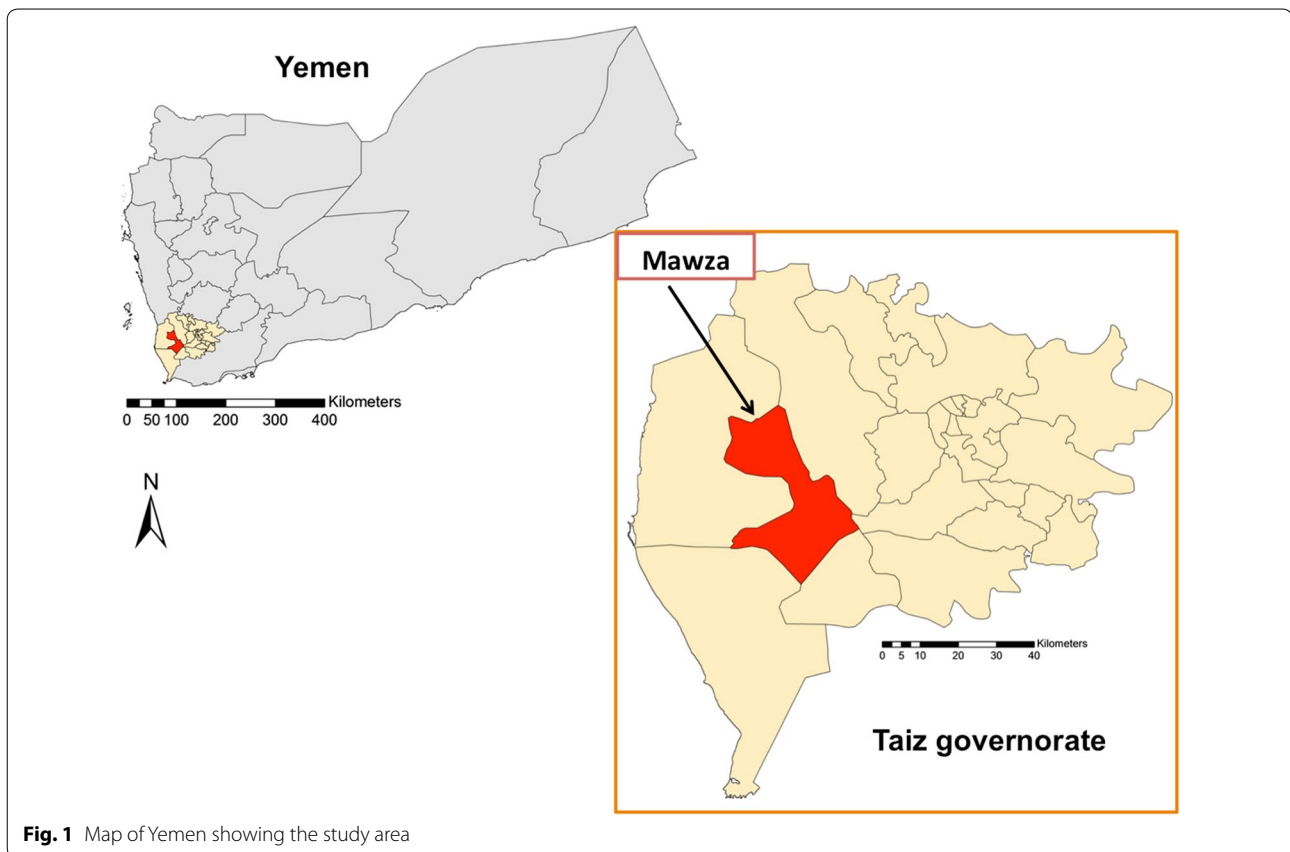 Yemen
Kilometers
0 50 100 200 300 400
N
Mawza
Kilometers
0 5 10 20 30 40
Taiz governorate
Fig. 1 Map of Yemen showing the study area